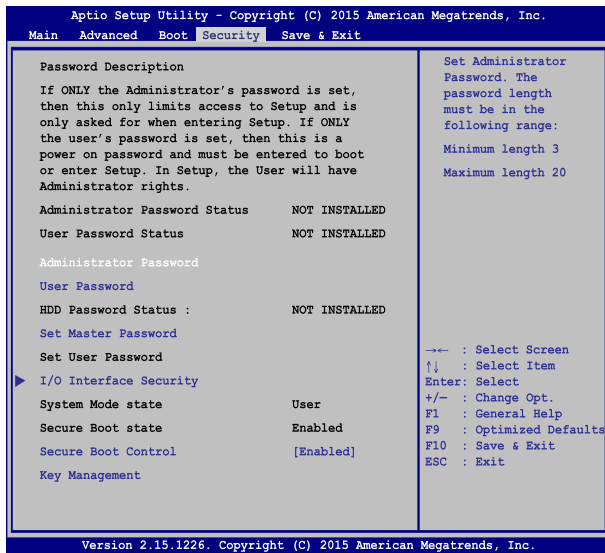 Aptio Setup Utility - Copyright (C) 2015 American Megatrends, Inc.
Main Advanced Boot Security Save & Exit
Password Description
If ONLY the Administrator's password is set,
then this only limits access to Setup and is
only asked for when entering Setup. If ONLY
the user's password is set, then this is a
power on password and must be entered to boot
or enter Setup. In Setup, the User will have
Administrator rights.
Administrator Password Status NOT INSTALLED
User Password Status NOT INSTALLED
Administrator Password
User Password
HDD Password Status : NOT INSTALLED
Set Master Password
Set User Password
I/O Interface Security
System Mode state User
Secure Boot state Enabled
Secure Boot Control [Enabled]
Key Management
Set Administrator
Password. The
password length
must be in the
following range:
Minimum length 3
Maximum length 20
→← : Select Screen
↑↓ : Select Item
Enter: Select
+/— : Change Opt.
F1 : General Help
F9 : Optimized Defaults
F10 : Save & Exit
ESC : Exit
Version 2.15.1226. Copyright (C) 2015 American Megatrends, Inc.